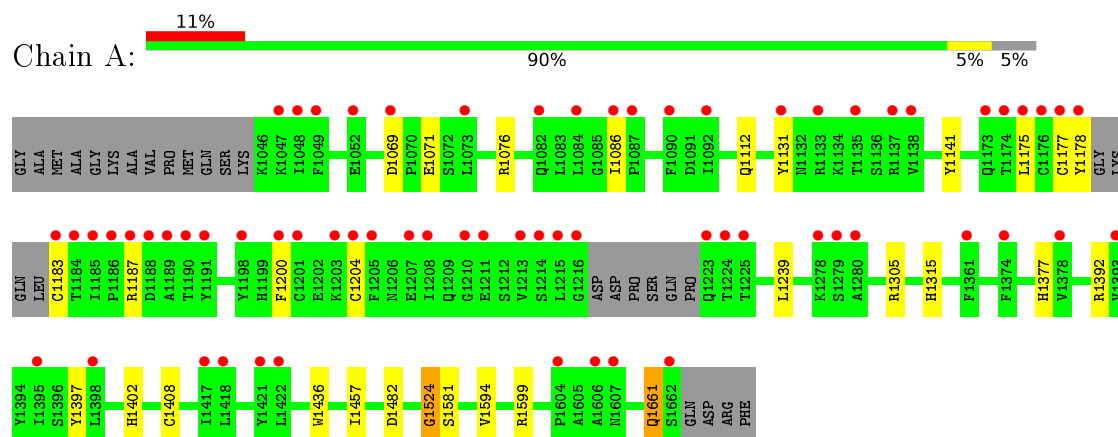 11%
Chain A:
90% 5% 5%
GLY ALA MET ALA GLY LYS ALA VAL PRO MET GLN SER LYS K1046 K1047 I1048 F1049 E1052 D1069 P1070 E1071 S1072 L1073 R1076 Q1082 L1083 L1084 G1085 I1086 P1087 F1090 D1091 I1092 Q1112 Y1131 N1132 R1133 K1134 T1135 S1136 R1137 V1138 Y1141 Q1173 T1174 L1175 C1176 C1177 Y1178 GLY LYS
GLN LEU C1183 T1184 I1185 P1186 R1187 D1188 A1189 T1190 Y1191 Y1198 H1199 F1200 C1201 E1202 K1203 C1204 F1205 N1206 E1207 I1208 Q1209 G1210 E1211 S1212 V1213 S1214 L1215 G1216 ASP ASP PRO SER GLN PRO Q1223 S1224 T1225 L1239 K1278 S1279 A1280 R1305 H1315 F1361 F1374 H1377 V1378 R1392 V1393
Y1394 I1395 S1396 Y1397 L1398 H1402 C1408 I1417 L1418 Y1421 L1422 W1436 I1457 D1482 G1524 S1581 V1594 R1599 P1604 A1605 A1606 N1607 Q1661 S1662 GLN ASP ARG PHE